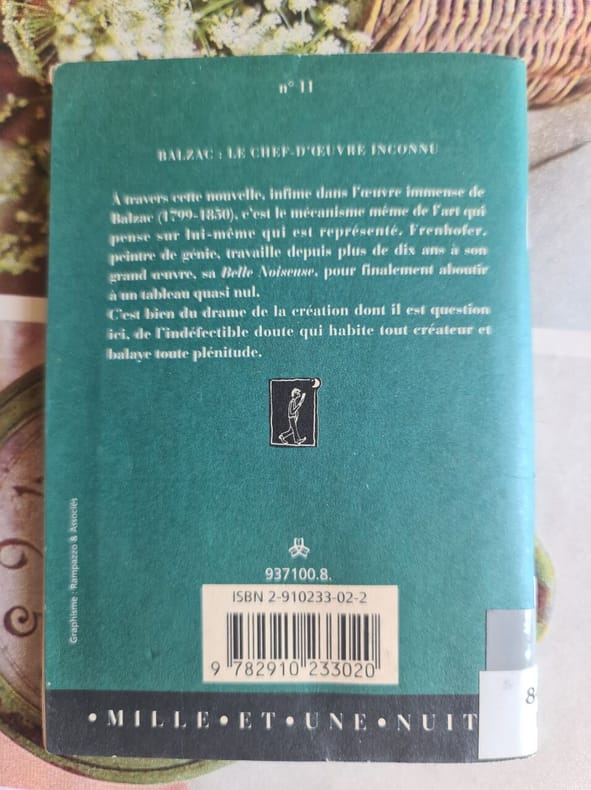 n° 11
BALZAC : LE CHEF-D'ŒUVRE INCONNU
À travers cette nouvelle, infime dans l'œuvre immense de
Balzac (1799-1850), c'est le mécanisme même de l'art qui
pense sur lui-même qui est représenté. Frenhofer,
peintre de génie, travaille depuis plus de dix ans à son
grand œuvre, sa Belle Noiseuse, pour finalement aboutir
à un tableau quasi nul.
C'est bien du drame de la création dont il est question
ici, de l'indéfectible doute qui habite tout créateur et
balaye toute plénitude.
Graphisme : Rampazzo & Associés
937100.8.
ISBN 2-910233-02-2
9 782910 233020
• MILLE • ET • UNE • NUIT
8